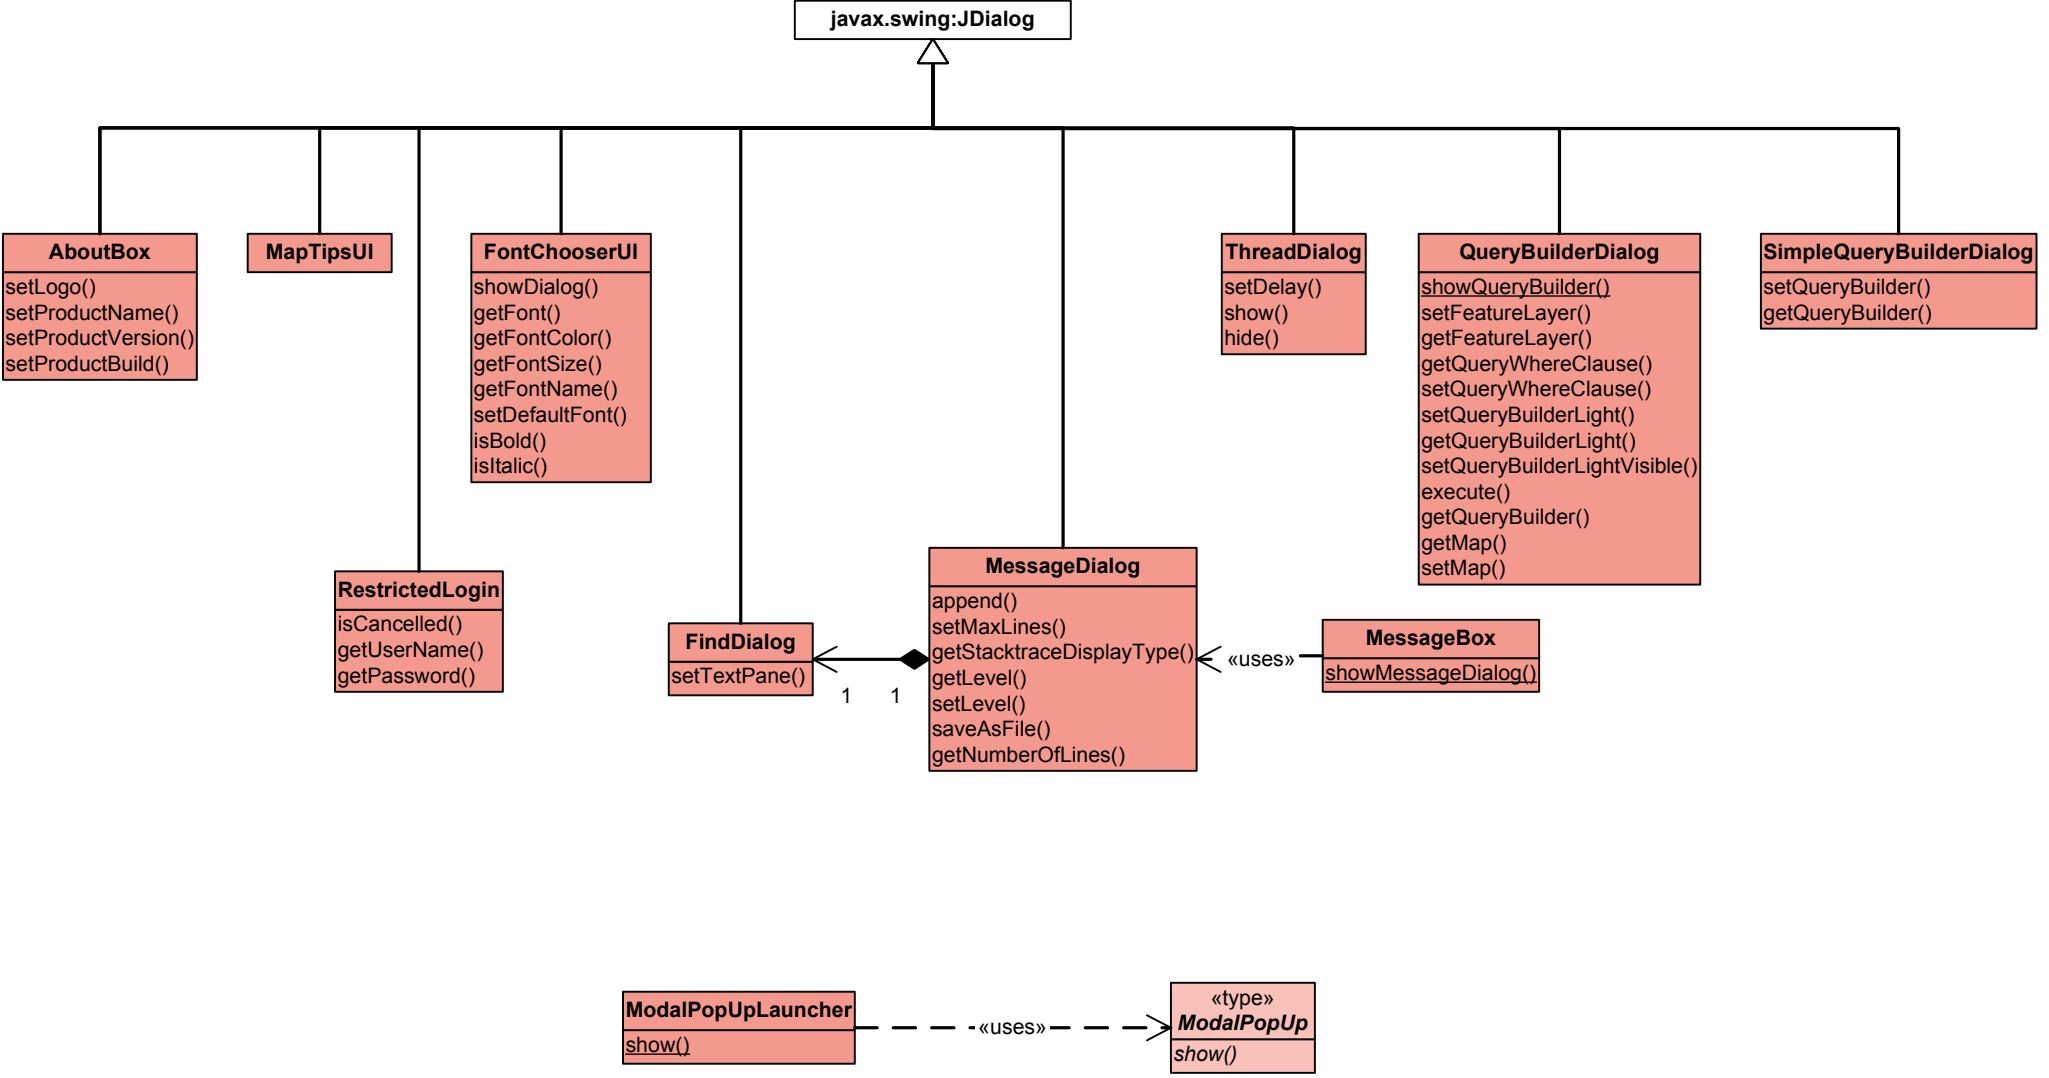 javax.swing:JDialog
AboutBox
setLogo()
setProductName()
setProductVersion()
setProductBuild()
MapTipsUI
FontChooserUI
showDialog()
getFont()
getFontColor()
getFontSize()
getFontName()
setDefaultFont()
isBold()
isItalic()
ThreadDialog
setDelay()
show()
hide()
QueryBuilderDialog
showQueryBuilder()
setFeatureLayer()
getFeatureLayer()
getQueryWhereClause()
setQueryWhereClause()
setQueryBuilderLight()
getQueryBuilderLight()
setQueryBuilderLightVisible()
execute()
getQueryBuilder()
getMap()
setMap()
SimpleQueryBuilderDialog
setQueryBuilder()
getQueryBuilder()
RestrictedLogin
isCancelled()
getUserName()
getPassword()
FindDialog
setTextPane()
1 1
MessageDialog
append()
setMaxLines()
getStacktraceDisplayType()
getLevel()
setLevel()
saveAsFile()
getNumberOfLines()
«uses»
MessageBox
showMessageDialog()
ModalPopUpLauncher
show()
«uses»
«type»
ModalPopUp
show()